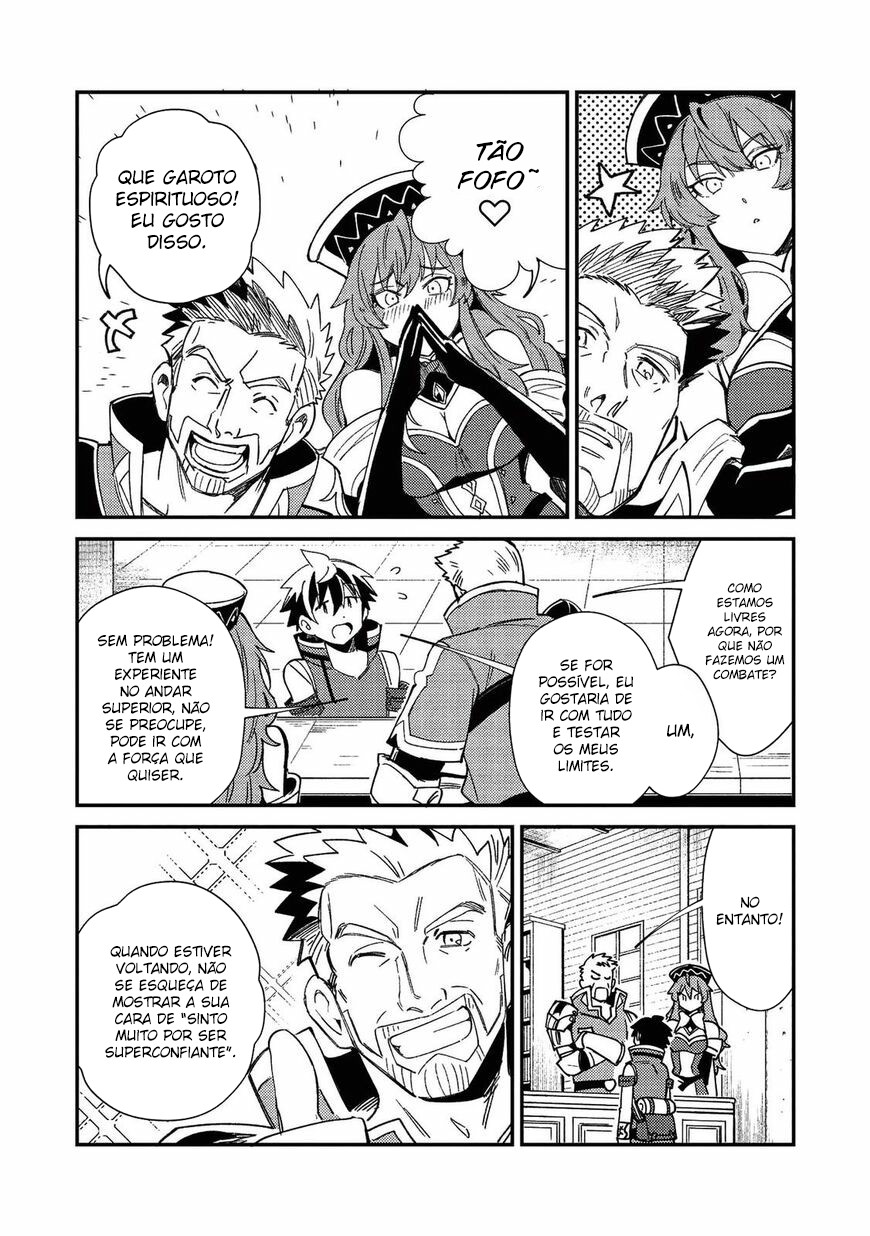 TÃO
FOFO~
♡
QUE GAROTO
ESPIRITUOSO!
EU GOSTO
DISSO.
COMO
ESTAMOS
LIVRES
AGORA, POR
QUE NÃO
FAZEMOS UM
COMBATE?
UM,
SE FOR
POSSÍVEL, EU
GOSTARIA DE
IR COM TUDO
E TESTAR
OS MEUS
LIMITES.
SEM PROBLEMA!
TEM UM
EXPERIENTE
NO ANDAR
SUPERIOR, NÃO
SE PREOCUPE,
PODE IR COM
A FORÇA QUE
QUISER.
NO
ENTANTO!
QUANDO ESTIVER
VOLTANDO, NÃO
SE ESQUEÇA DE
MOSTRAR A SUA
CARA DE "SINTO
MUITO POR SER
SUPERCONFIANTE".